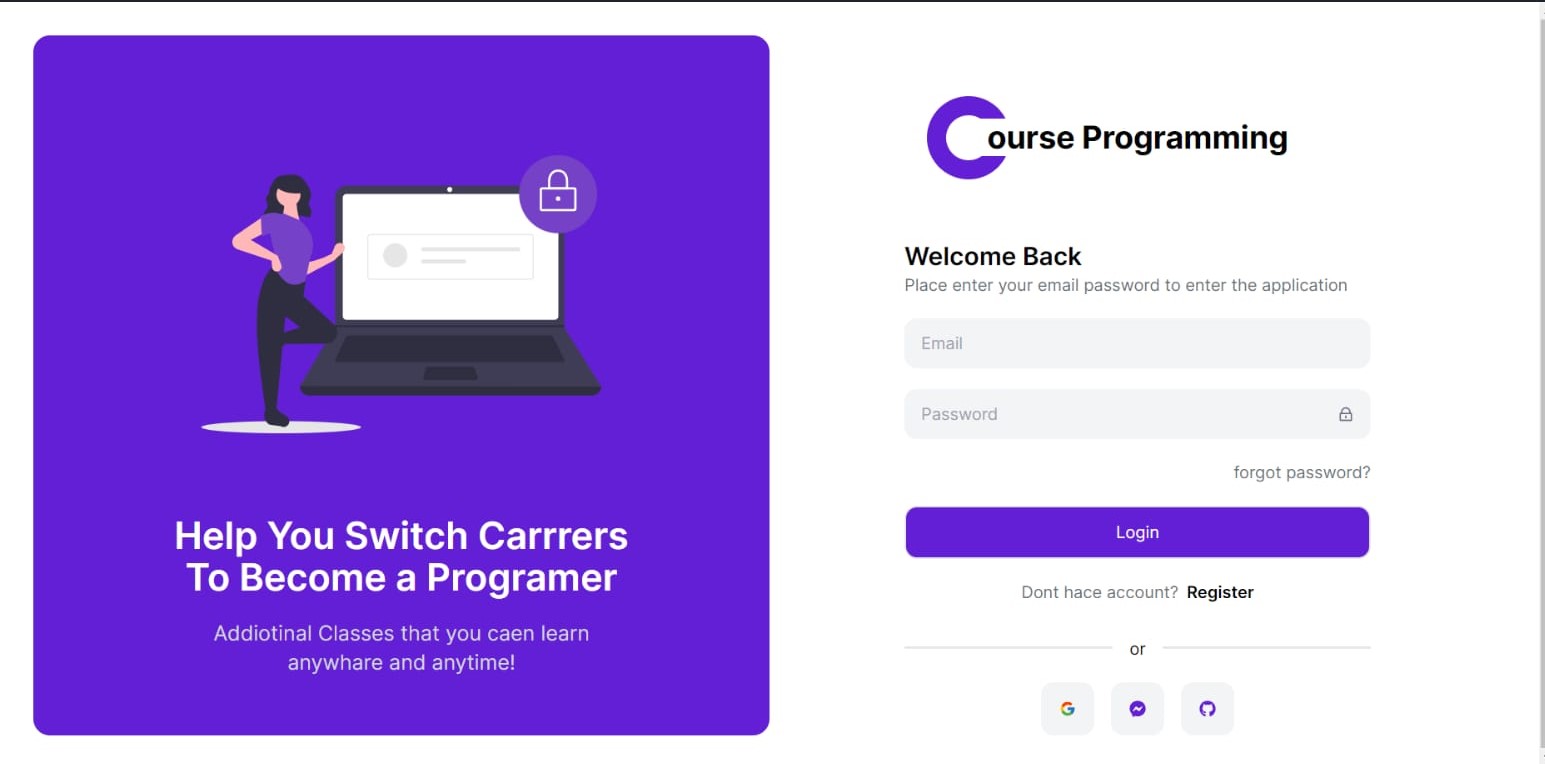 Help You Switch Carrrers
To Become a Programer
Addiotinal Classes that you caen learn
anywhare and anytime!
Course Programming
Welcome Back
Place enter your email password to enter the application
Email
Password
forgot password?
Login
Dont hace account? Register
or